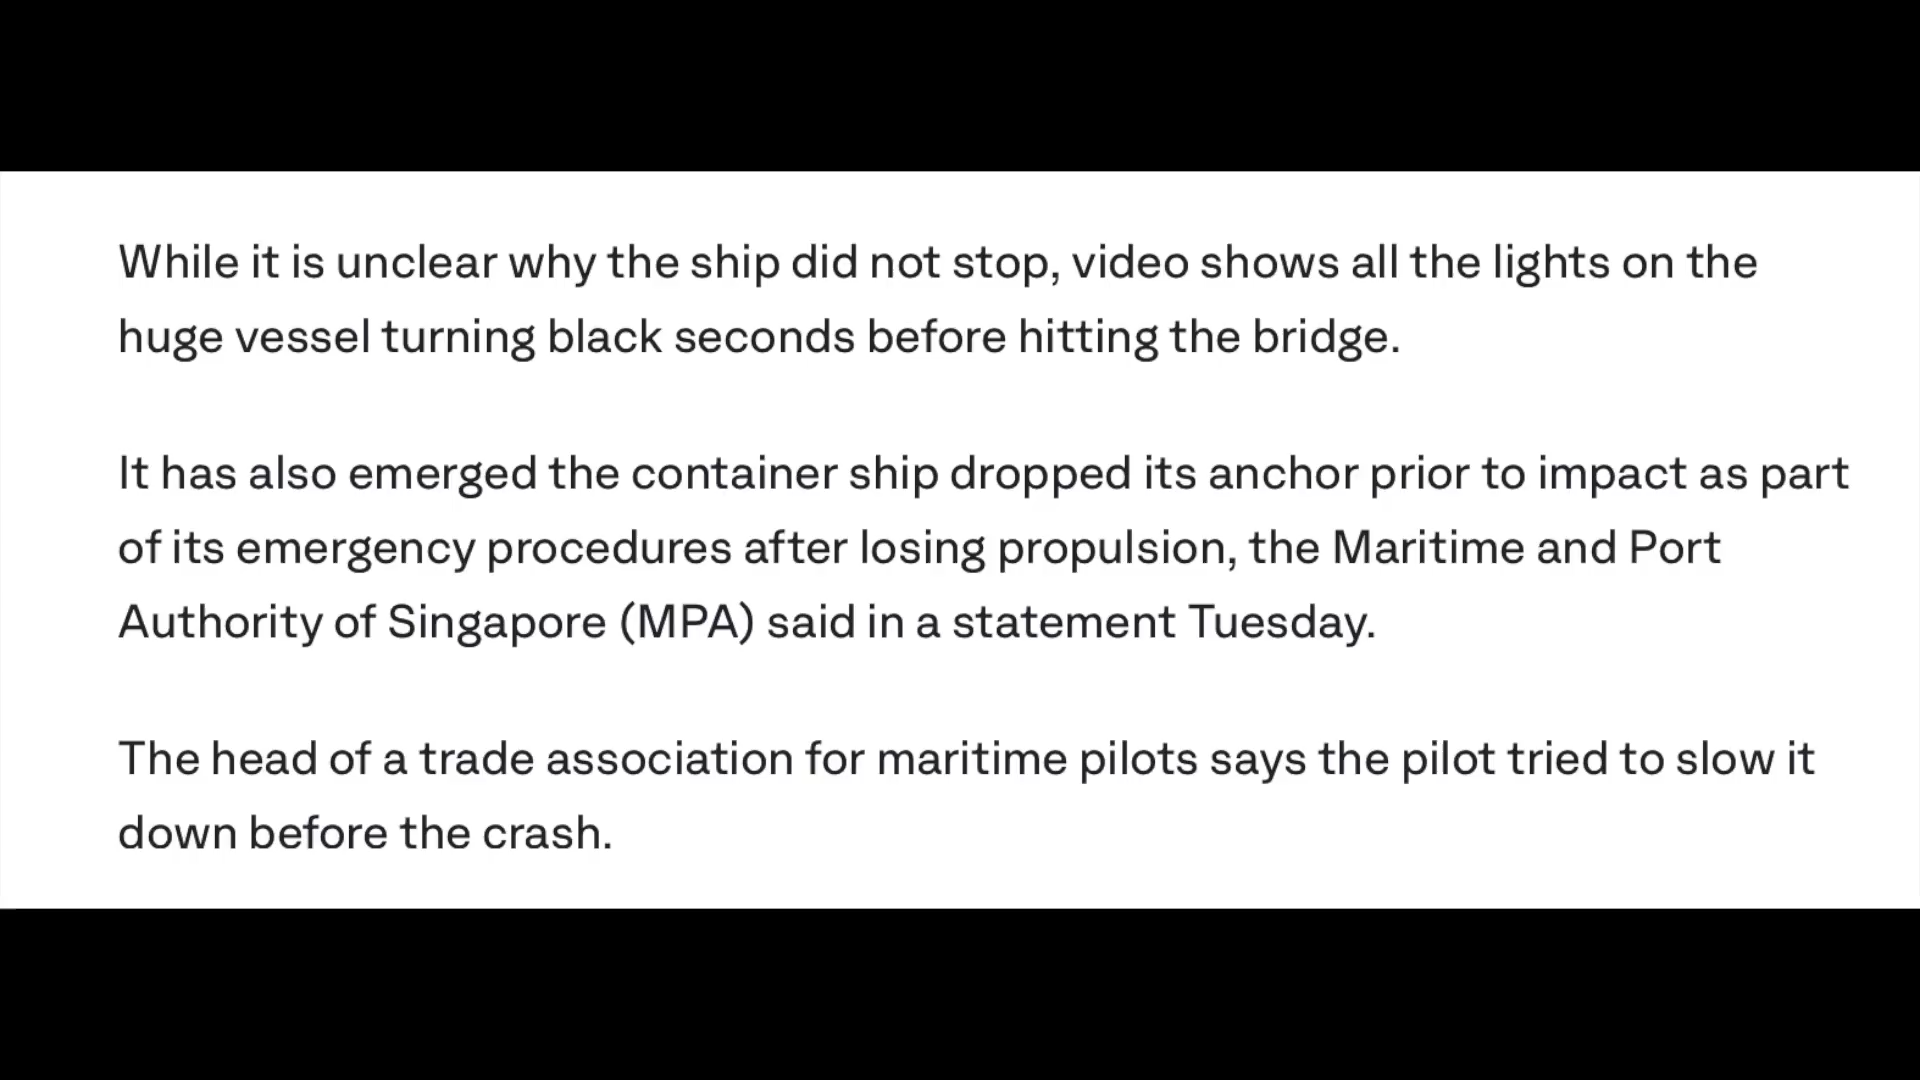 While it is unclear why the ship did not stop, video shows all the lights on the
huge vessel turning black seconds before hitting the bridge.
It has also emerged the container ship dropped its anchor prior to impact as part
of its emergency procedures after losing propulsion, the Maritime and Port
Authority of Singapore (MPA) said in a statement Tuesday.
The head of a trade association for maritime pilots says the pilot tried to slow it
down before the crash.